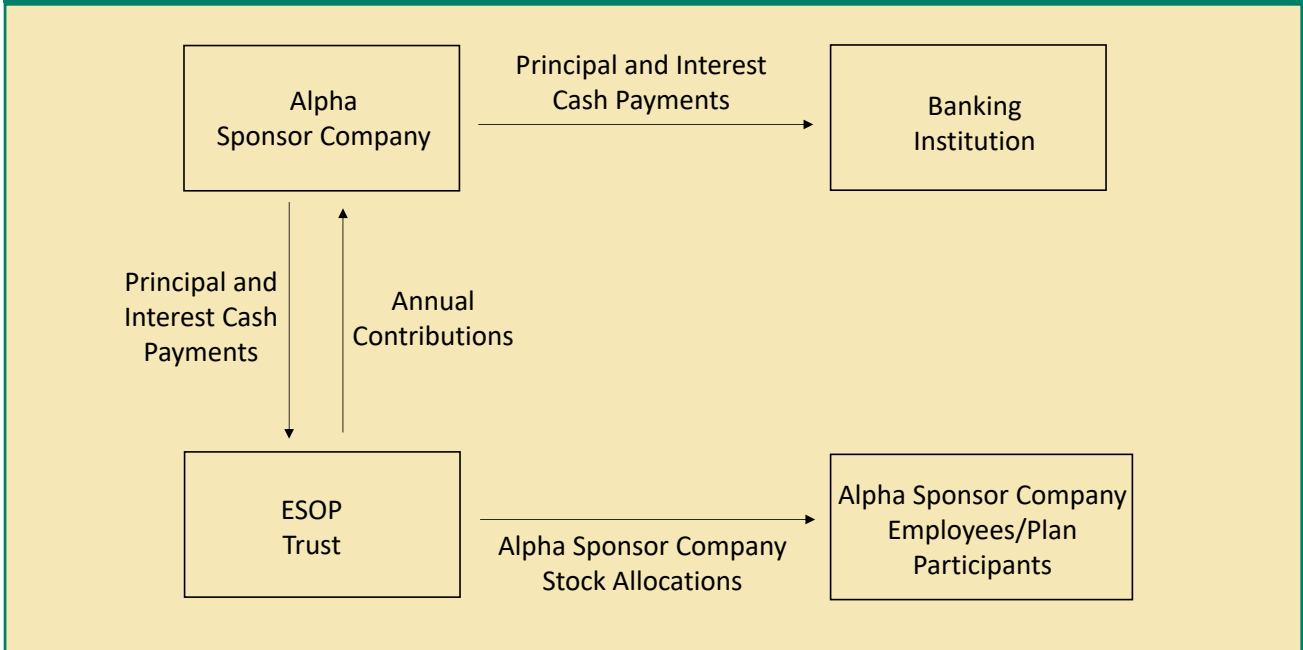 Alpha
Sponsor Company
Principal and Interest
Cash Payments
Banking
Institution
Principal and
Interest Cash
Payments
Annual
Contributions
ESOP
Trust
Alpha Sponsor Company
Stock Allocations
Alpha Sponsor Company
Employees/Plan
Participants